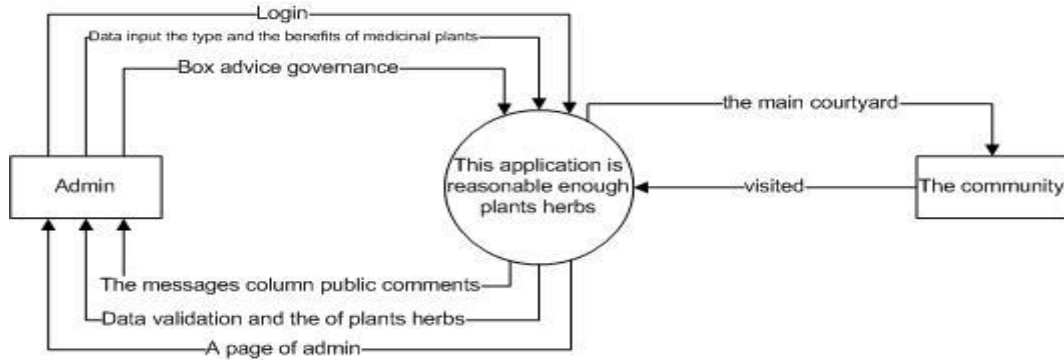 Login
Data input the type and the benefits of medicinal plants
Box advice governance
the main courtyard
Admin
This application is
reasonable enough
plants herbs
visited
The community
The messages column public comments
Data validation and the of plants herbs
A page of admin